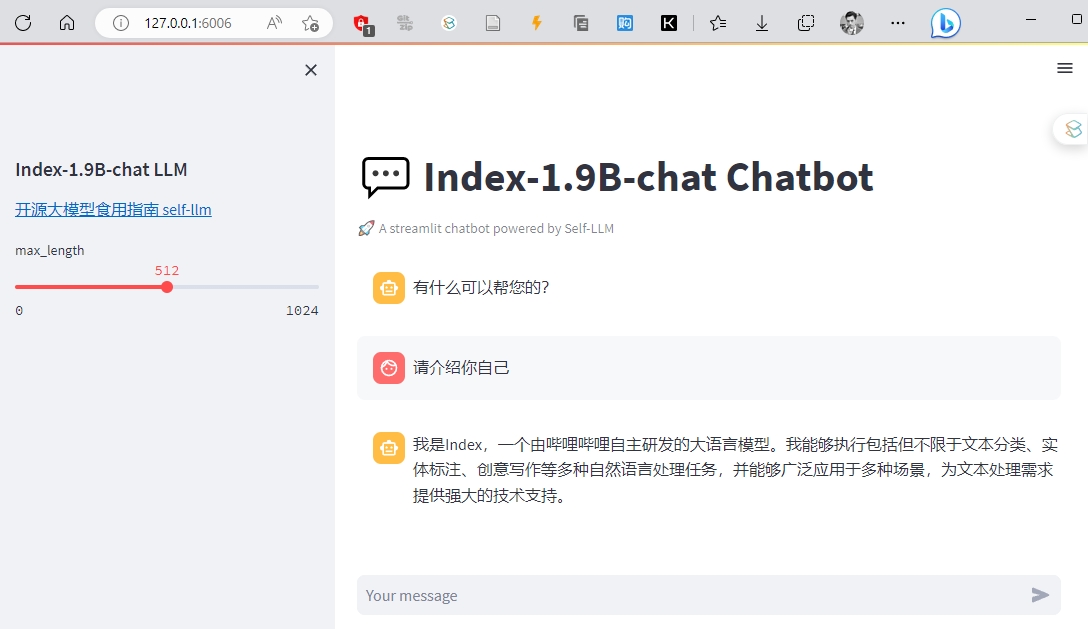 127.0.0.1:6006
1
Index-1.9B-chat LLM
开源大模型食用指南 self-llm
max_length
512
0
1024
Index-1.9B-chat Chatbot
A streamlit chatbot powered by Self-LLM
有什么可以帮您的?
请介绍你自己
我是Index，一个由哔哩哔哩自主研发的大语言模型。我能够执行包括但不限于文本分类、实
体标注、创意写作等多种自然语言处理任务，并能够广泛应用于多种场景，为文本处理需求
提供强大的技术支持。
Your message